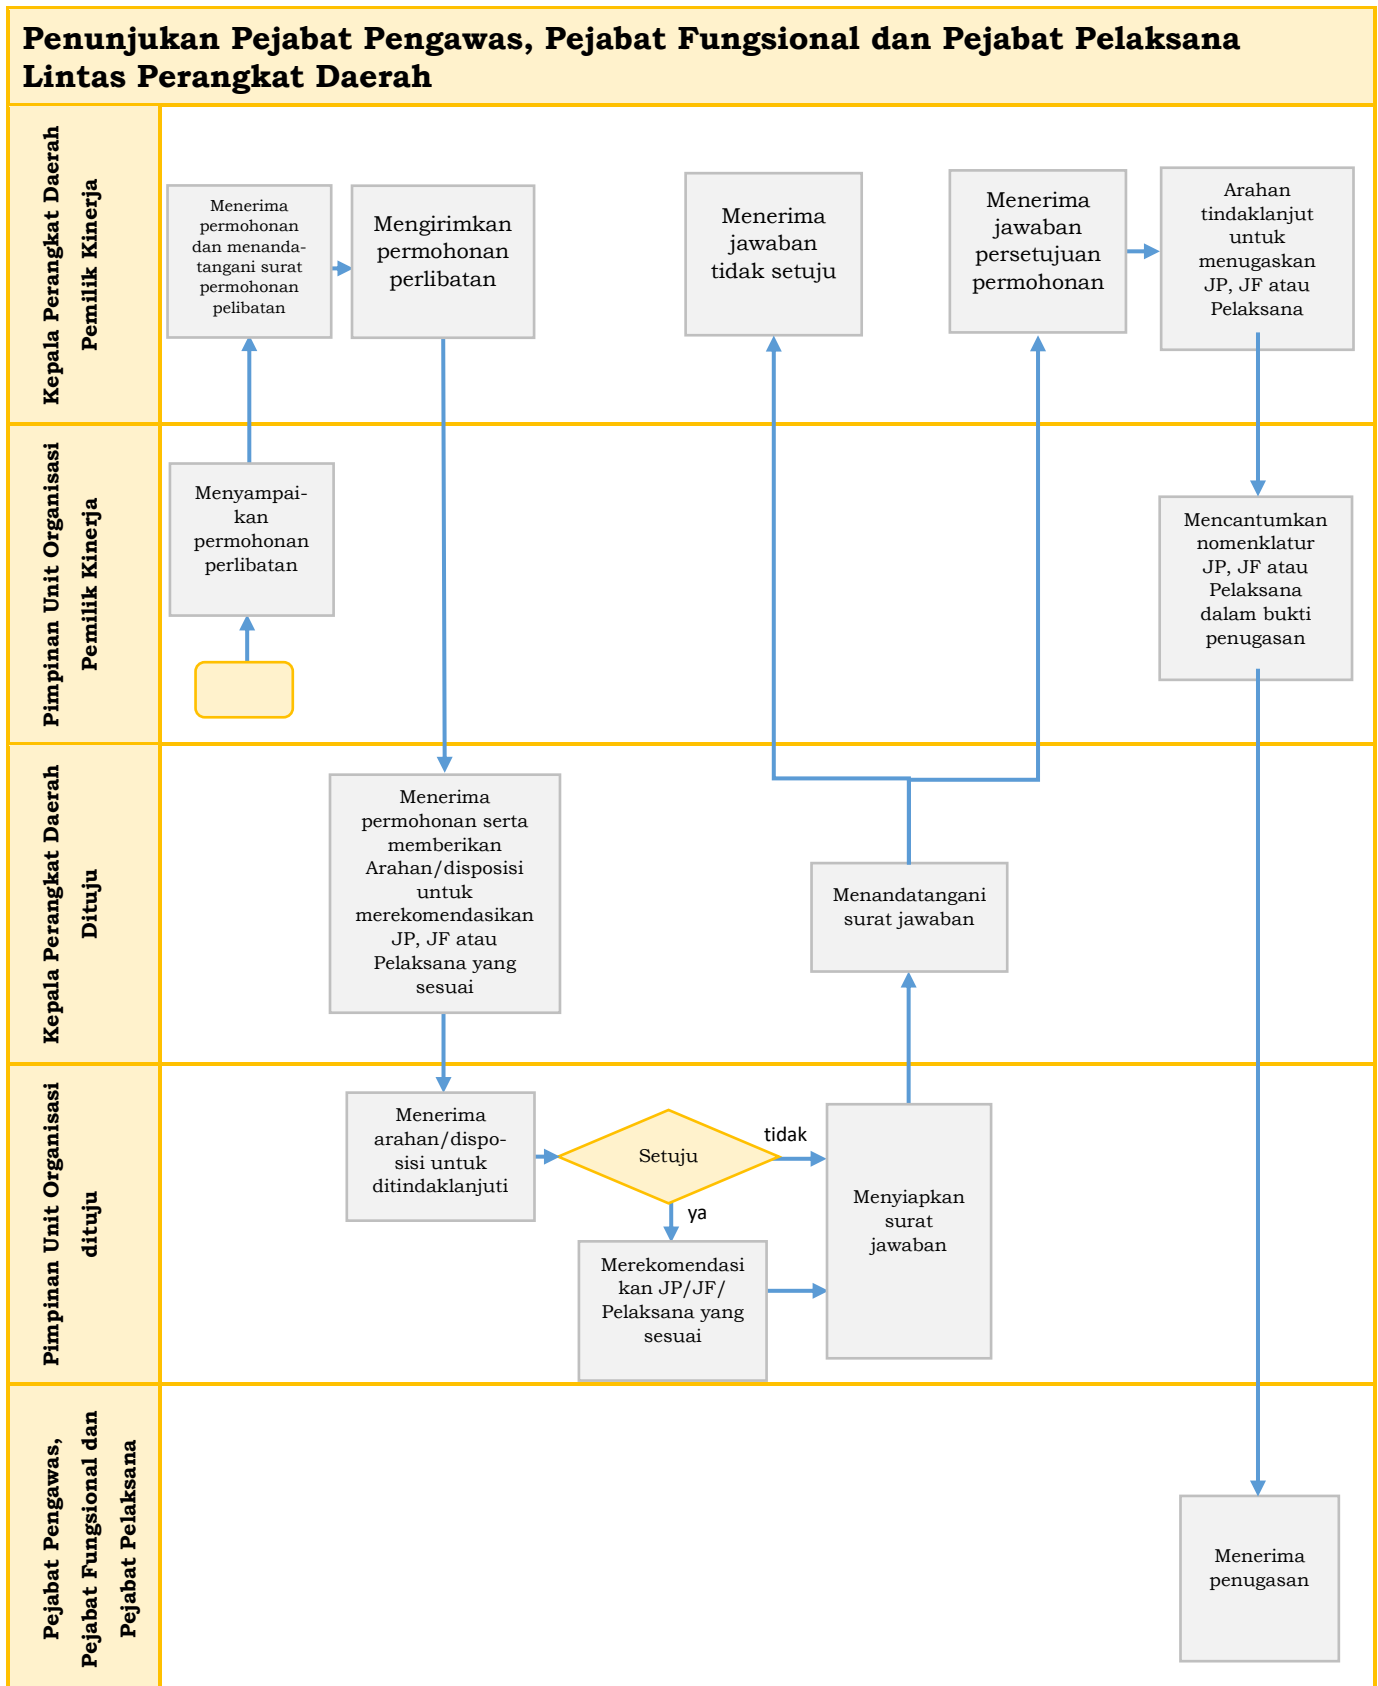 Penunjukan Pejabat Pengawas, Pejabat Fungsional dan Pejabat Pelaksana
Lintas Perangkat Daerah
Kepala Perangkat Daerah
Pemilik Kinerja
Menerima
permohonan
dan menanda-
tangani surat
permohonan
pelibatan
Mengirimkan
permohonan
perlibatan
Menerima
jawaban
tidak setuju
Menerima
jawaban
persetujuan
permohonan
Arahan
tindaklanjut
untuk
menugaskan
JP, JF atau
Pelaksana
Pimpinan Unit Organisasi
Pemilik Kinerja
Menyampai-
kan
permohonan
perlibatan
Mencantumkan
nomenklatur
JP, JF atau
Pelaksana
dalam bukti
penugasan
Kepala Perangkat Daerah
Dituju
Menerima
permohonan serta
memberikan
Arahan/disposisi
untuk
merekomendasikan
JP, JF atau
Pelaksana yang
sesuai
Menandatangani
surat jawaban
Pimpinan Unit Organisasi
dituju
Menerima
arahan/dispo-
sisi untuk
ditindaklanjuti
Setuju
tidak
ya
Merekomendasi
kan JP/JF/
Pelaksana yang
sesuai
Menyiapkan
surat
jawaban
Pejabat Pengawas,
Pejabat Fungsional dan
Pejabat Pelaksana
Menerima
penugasan